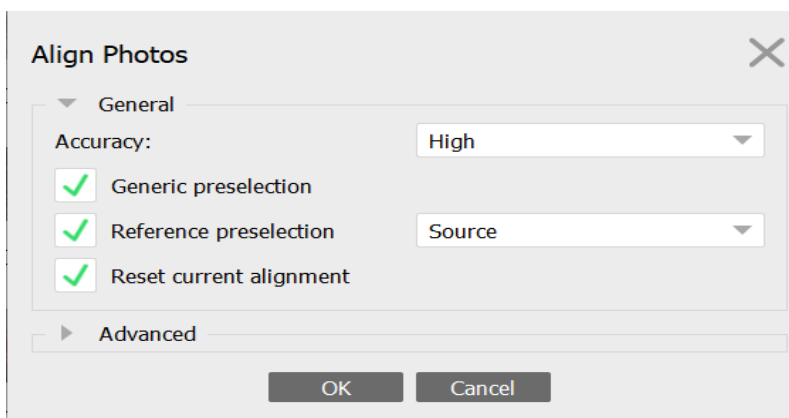 Align Photos
General
Accuracy: High
Generic preselection
Reference preselection Source
Reset current alignment
Advanced
OK Cancel